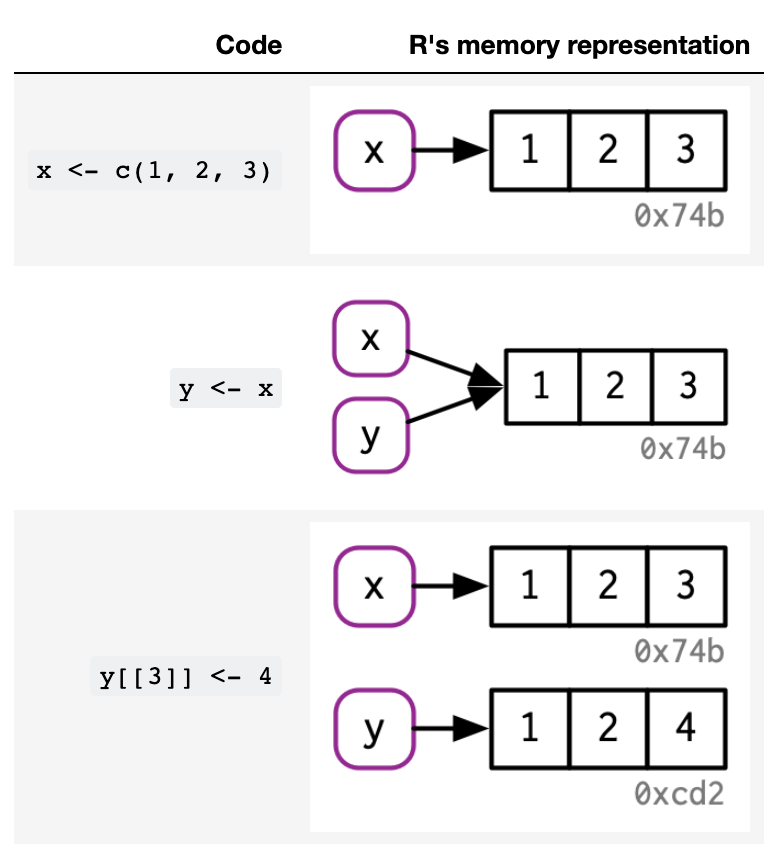 Code R's memory representation
x <- c(1, 2, 3) x 1 2 3
0x74b
x
y <- x 1 2 3
y
0x74b
x 1 2 3
0x74b
y[[3]] <- 4
y 1 2 4
0xcd2